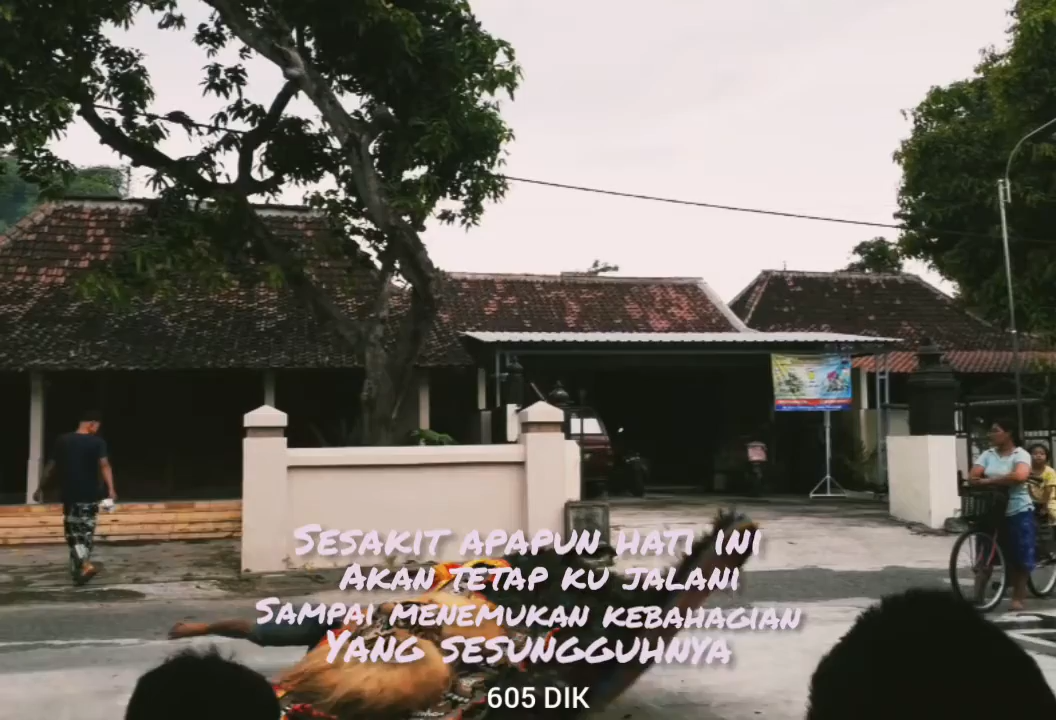 Sesakit apapun hati ini
Akan tetap ku jalani
Sampai menemukan kebahagian
Yang sesungguhnya
605 DIK